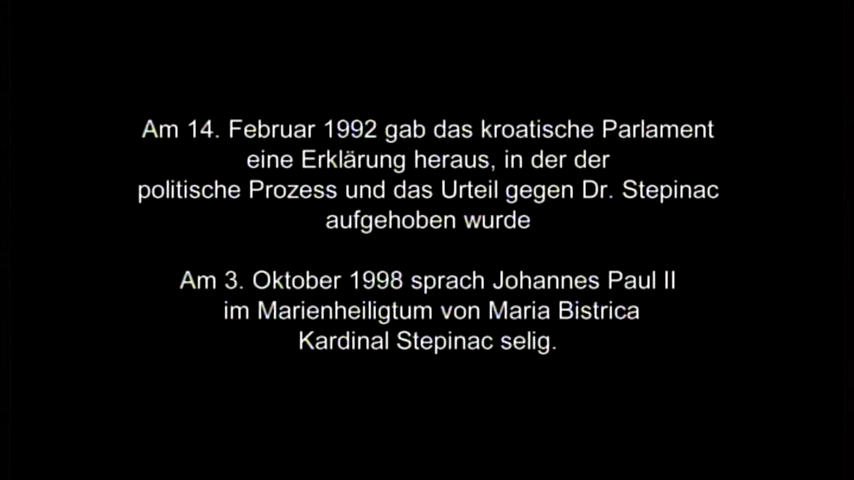 Am 14. Februar 1992 gab das kroatische Parlament
eine Erklärung heraus, in der der
politische Prozess und das Urteil gegen Dr. Stepinac
aufgehoben wurde
Am 3. Oktober 1998 sprach Johannes Paul II
im Marienheiligtum von Maria Bistrica
Kardinal Stepinac selig.